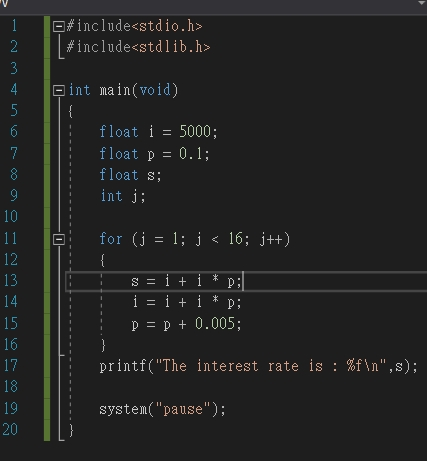 1 #include<stdio.h>
2 #include<stdlib.h>
3
4 int main(void)
5 {
6 float i = 5000;
7 float p = 0.1;
8 float s;
9 int j;
10
11 for (j = 1; j < 16; j++)
12 {
13 s = i + i * p;
14 i = i + i * p;
15 p = p + 0.005;
16 }
17 printf("The interest rate is : %f\n",s);
18
19 system("pause");
20 }